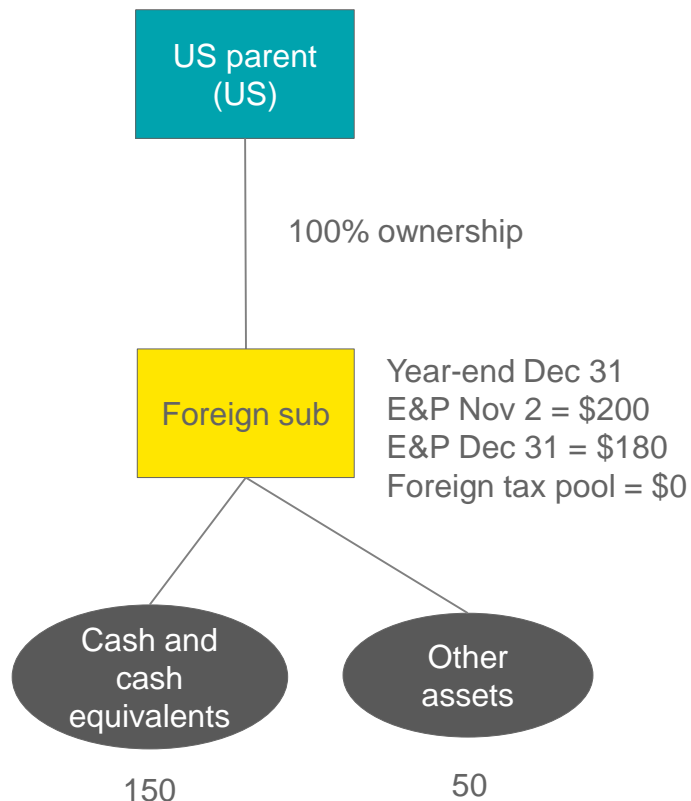 US parent
(US)
100% ownership
Foreign sub
Year-end Dec 31
E&P Nov 2 = $200
E&P Dec 31 = $180
Foreign tax pool = $0
Cash and
cash
equivalents
Other
assets
150
50